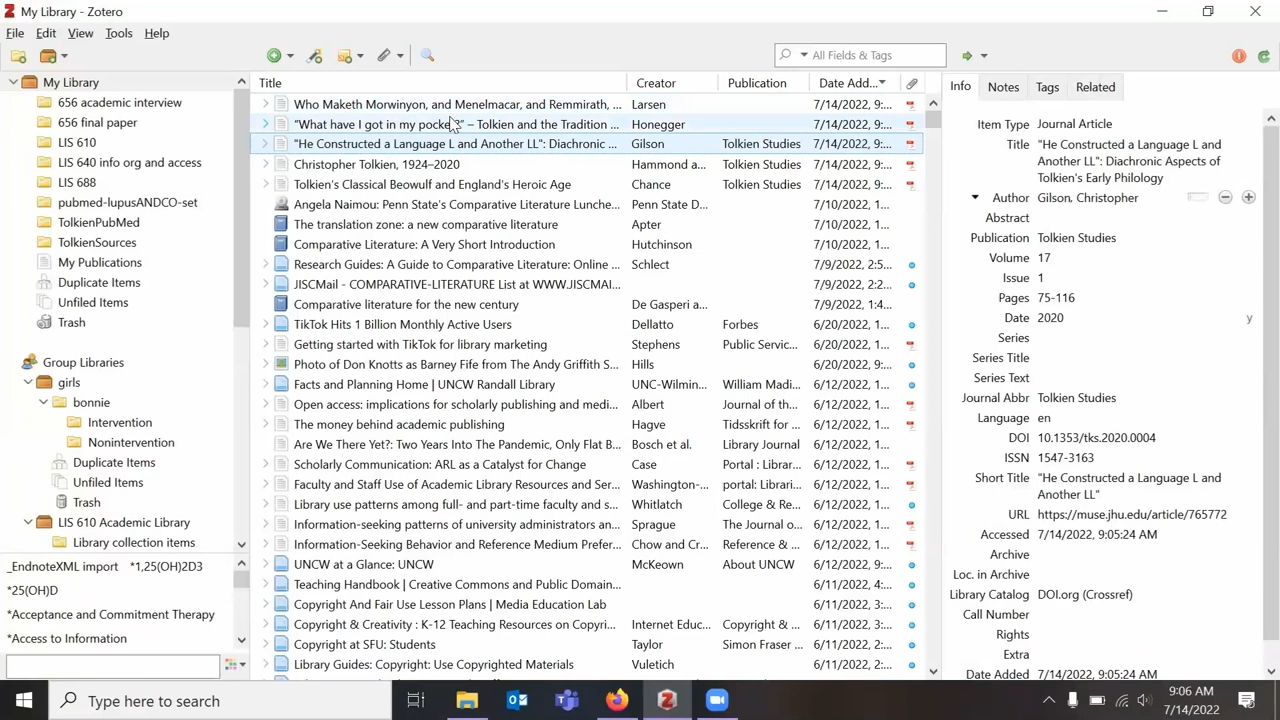 My Library - Zotero
File Edit View Tools Help
All Fields & Tags
My Library
656 academic interview
656 final paper
LIS 610
LIS 640 info org and access
LIS 688
pubmed-lupusANDCO-set
TolkienPubMed
TolkienSources
My Publications
Duplicate Items
Unfiled Items
Trash
Group Libraries
girls
bonnie
Intervention
Nonintervention
Duplicate Items
Unfiled Items
Trash
LIS 610 Academic Library
Library collection items
_EndnoteXML import *1,25(OH)2D3
*25(OH)D
*Acceptance and Commitment Therapy
*Access to Information
Title Creator Publication Date Add...
Who Maketh Morwinyon, and Menelmacar, and Remmirath, ... Larsen 7/14/2022, 9:...
"What have I got in my pocket?" – Tolkien and the Tradition ... Honegger 7/14/2022, 9:...
"He Constructed a Language L and Another LL": Diachronic ... Gilson Tolkien Studies 7/14/2022, 9:...
Christopher Tolkien, 1924–2020 Hammond a... 7/14/2022, 9:...
Tolkien's Classical Beowulf and England's Heroic Age Chance Tolkien Studies 7/14/2022, 9:...
Angela Naimou: Penn State's Comparative Literature Lunche... Penn State D... 7/10/2022, 1...
The translation zone: a new comparative literature Apter 7/10/2022, 1...
Comparative Literature: A Very Short Introduction Hutchinson 7/10/2022, 1...
Research Guides: A Guide to Comparative Literature: Online ... Schlect 7/9/2022, 2:5...
JISCMail - COMPARATIVE-LITERATURE List at WWW.JISCMAI... 7/9/2022, 2:2...
Comparative literature for the new century De Gasperi a... 7/9/2022, 1:4...
TikTok Hits 1 Billion Monthly Active Users Dellatto Forbes 6/20/2022, 1...
Getting started with TikTok for library marketing Stephens Public Servic... 6/20/2022, 1...
Photo of Don Knotts as Barney Fife from The Andy Griffith S... Hills 6/20/2022, 9:...
Facts and Planning Home | UNCW Randall Library UNC-Wilmin... William Madi... 6/12/2022, 1...
Open access: implications for scholarly publishing and medi... Albert Journal of th... 6/12/2022, 1...
The money behind academic publishing Hagve Tidsskrift for ... 6/12/2022, 1...
Are We There Yet?: Two Years Into The Pandemic, Only Flat B... Bosch et al. Library Journal 6/12/2022, 1...
Scholarly Communication: ARL as a Catalyst for Change Case Portal : Librar... 6/12/2022, 1...
Faculty and Staff Use of Academic Library Resources and Ser... Washington-... portal: Librari... 6/12/2022, 1...
Library use patterns among full- and part-time faculty and s... Whitlatch College & Re... 6/12/2022, 1...
Information-seeking patterns of university administrators an... Sprague The Journal o... 6/12/2022, 1...
Information-Seeking Behavior and Reference Medium Prefer... Chow and Cr... Reference & ... 6/12/2022, 1...
UNCW at a Glance: UNCW McKeown About UNCW 6/12/2022, 1...
Teaching Handbook | Creative Commons and Public Domain... 6/11/2022, 4:...
Copyright And Fair Use Lesson Plans | Media Education Lab 6/11/2022, 3:...
Copyright & Creativity : K-12 Teaching Resources on Copyri... Internet Educ... Copyright & ... 6/11/2022, 3:...
Copyright at SFU: Students Taylor Simon Fraser ... 6/11/2022, 2:...
Library Guides: Copyright: Use Copyrighted Materials Vuletich 6/11/2022, 2:...
Info Notes Tags Related
Item Type Journal Article
Title "He Constructed a Language L and
Another LL": Diachronic Aspects of
Tolkien's Early Philology
Author Gilson, Christopher
Abstract
Publication Tolkien Studies
Volume 17
Issue 1
Pages 75-116
Date 2020 y
Series
Series Title
Series Text
Journal Abbr Tolkien Studies
Language en
DOI 10.1353/tks.2020.0004
ISSN 1547-3163
Short Title "He Constructed a Language L and
Another LL"
URL https://muse.jhu.edu/article/765772
Accessed 7/14/2022, 9:05:24 AM
Archive
Loc. in Archive
Library Catalog DOI.org (Crossref)
Call Number
Rights
Extra
Date Added 7/14/2022, 9:05:24 AM
Type here to search
9:06 AM
7/14/2022